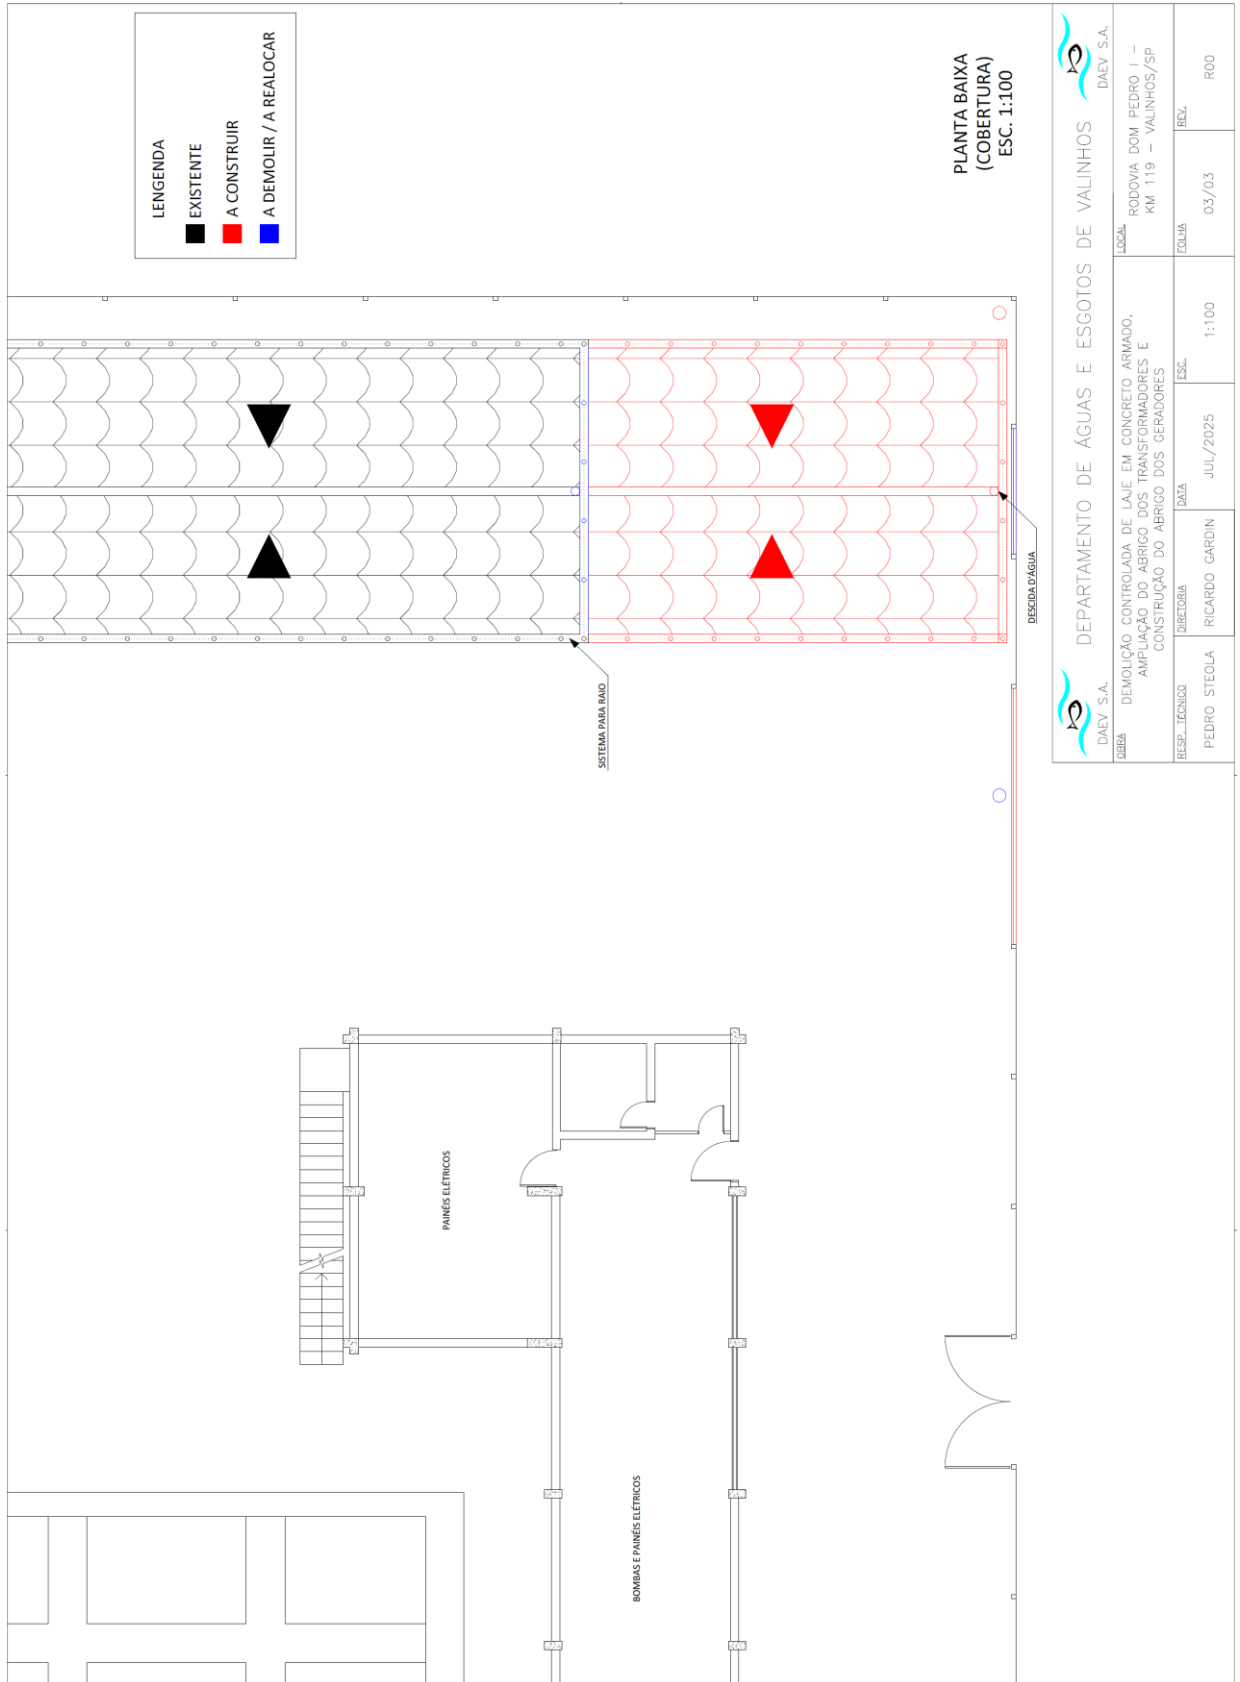 LENGENDA
EXISTENTE
A CONSTRUIR
A DEMOLIR / A REALOCAR
PLANTA BAIXA
(COBERTURA)
ESC. 1:100
SISTEMA PARA RAIO
DESCIDA D'ÁGUA
PAINÉIS ELÉTRICOS
BOMBAS E PAINÉIS ELÉTRICOS
DAEV S.A.
DEPARTAMENTO DE ÁGUAS E ESGOTOS DE VALINHOS
DAEV S.A.
OBRA
DEMOLIÇÃO CONTROLADA DE LAJE EM CONCRETO ARMADO,
AMPLIAÇÃO DO ABRIGO DOS TRANSFORMADORES E
CONSTRUÇÃO DO ABRIGO DOS GERADORES
LOCAL
RODOVIA DOM PEDRO I –
KM 119 – VALINHOS/SP
RESP. TÉCNICO
PEDRO STEOLA
DIRETORIA
RICARDO GARDIN
DATA
JUL/2025
ESC.
1:100
FOLHA
03/03
REV.
R00